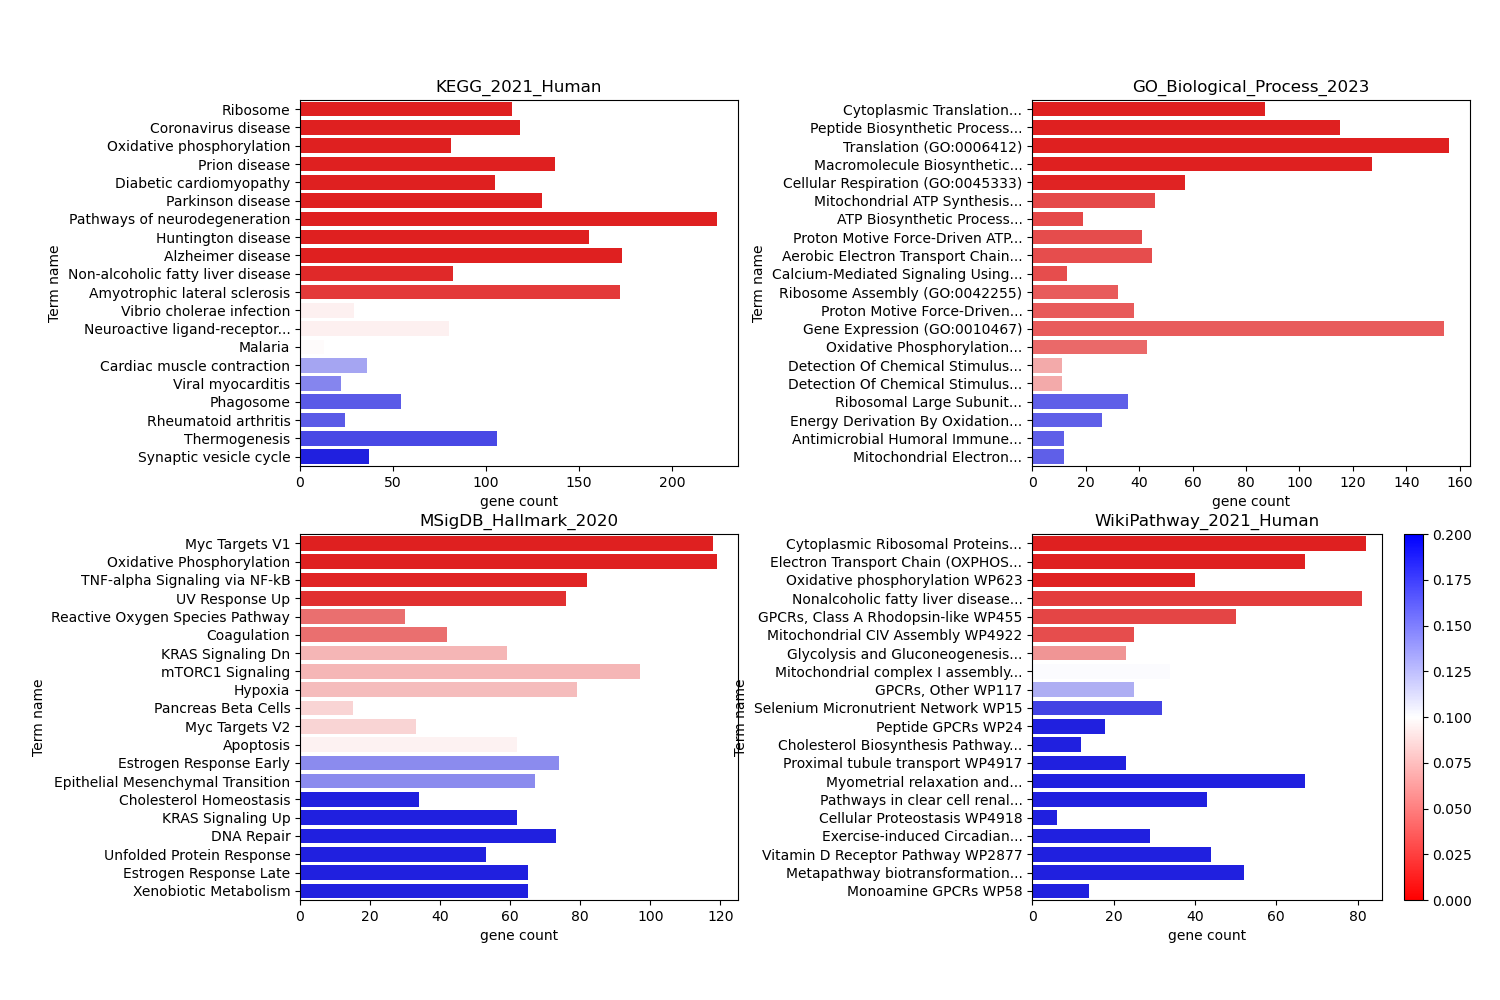 KEGG_2021_Human
Term name
Ribosome
Coronavirus disease
Oxidative phosphorylation
Prion disease
Diabetic cardiomyopathy
Parkinson disease
Pathways of neurodegeneration
Huntington disease
Alzheimer disease
Non-alcoholic fatty liver disease
Amyotrophic lateral sclerosis
Vibrio cholerae infection
Neuroactive ligand-receptor...
Malaria
Cardiac muscle contraction
Viral myocarditis
Phagosome
Rheumatoid arthritis
Thermogenesis
Synaptic vesicle cycle
0 50 100 150 200
gene count
GO_Biological_Process_2023
Term name
Cytoplasmic Translation...
Peptide Biosynthetic Process...
Translation (GO:0006412)
Macromolecule Biosynthetic...
Cellular Respiration (GO:0045333)
Mitochondrial ATP Synthesis...
ATP Biosynthetic Process...
Proton Motive Force-Driven ATP...
Aerobic Electron Transport Chain...
Calcium-Mediated Signaling Using...
Ribosome Assembly (GO:0042255)
Proton Motive Force-Driven...
Gene Expression (GO:0010467)
Oxidative Phosphorylation...
Detection Of Chemical Stimulus...
Detection Of Chemical Stimulus...
Ribosomal Large Subunit...
Energy Derivation By Oxidation...
Antimicrobial Humoral Immune...
Mitochondrial Electron...
0 20 40 60 80 100 120 140 160
gene count
MSigDB_Hallmark_2020
Term name
Myc Targets V1
Oxidative Phosphorylation
TNF-alpha Signaling via NF-kB
UV Response Up
Reactive Oxygen Species Pathway
Coagulation
KRAS Signaling Dn
mTORC1 Signaling
Hypoxia
Pancreas Beta Cells
Myc Targets V2
Apoptosis
Estrogen Response Early
Epithelial Mesenchymal Transition
Cholesterol Homeostasis
KRAS Signaling Up
DNA Repair
Unfolded Protein Response
Estrogen Response Late
Xenobiotic Metabolism
0 20 40 60 80 100 120
gene count
WikiPathway_2021_Human
Term name
Cytoplasmic Ribosomal Proteins...
Electron Transport Chain (OXPHOS...
Oxidative phosphorylation WP623
Nonalcoholic fatty liver disease...
GPCRs, Class A Rhodopsin-like WP455
Mitochondrial CIV Assembly WP4922
Glycolysis and Gluconeogenesis...
Mitochondrial complex I assembly...
GPCRs, Other WP117
Selenium Micronutrient Network WP15
Peptide GPCRs WP24
Cholesterol Biosynthesis Pathway...
Proximal tubule transport WP4917
Myometrial relaxation and...
Pathways in clear cell renal...
Cellular Proteostasis WP4918
Exercise-induced Circadian...
Vitamin D Receptor Pathway WP2877
Metapathway biotransformation...
Monoamine GPCRs WP58
0 20 40 60 80
gene count
0.200
0.175
0.150
0.125
0.100
0.075
0.050
0.025
0.000